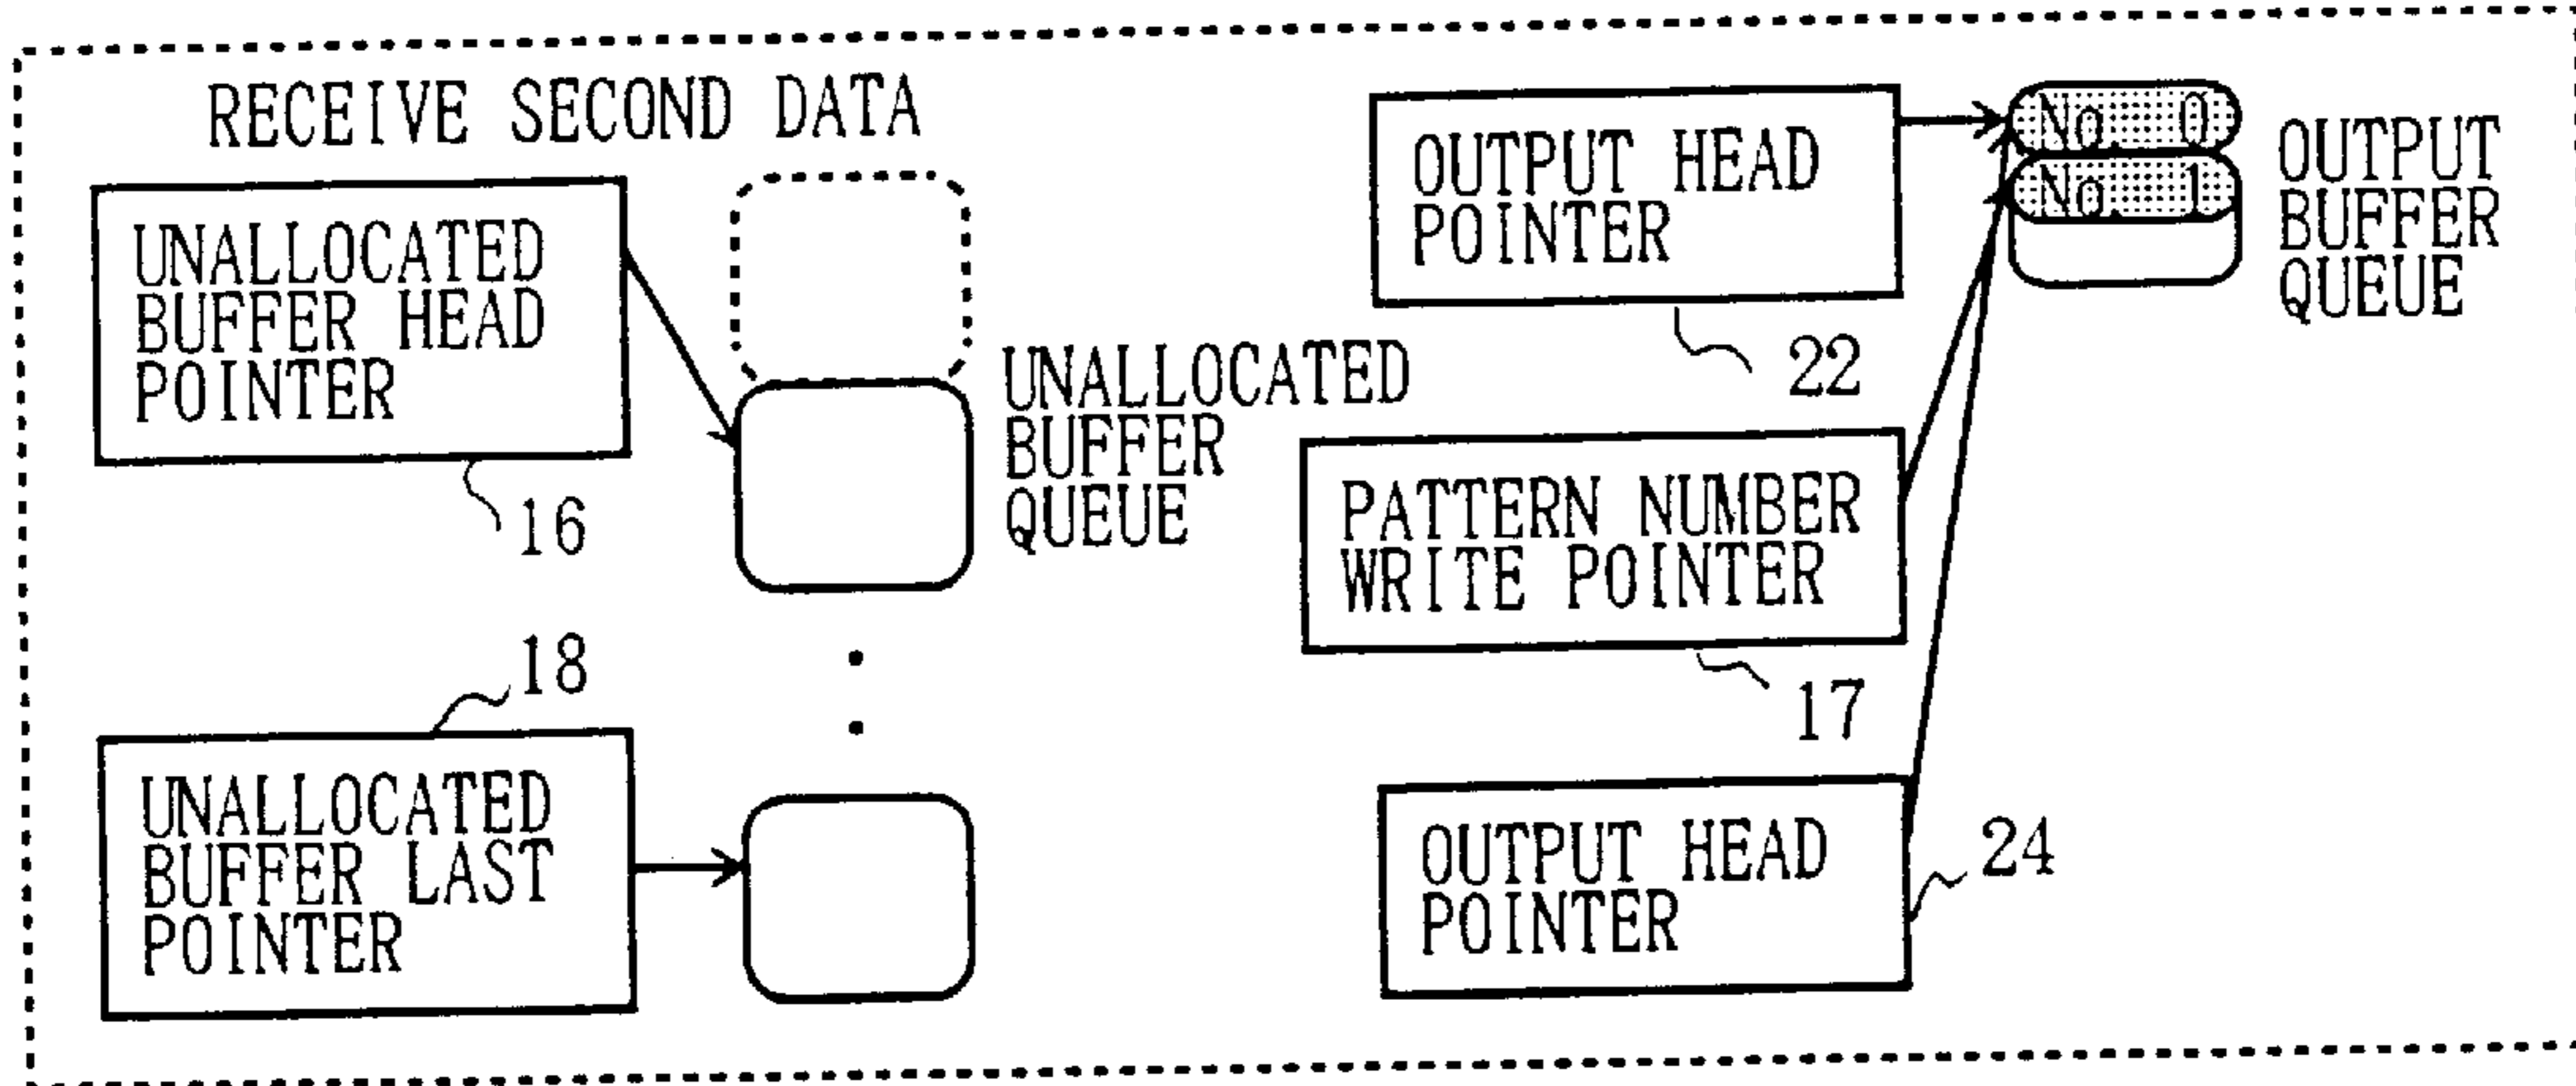 RECEIVE SECOND DATA
UNALLOCATED
BUFFER HEAD
POINTER
16
UNALLOCATED
BUFFER
QUEUE
18
UNALLOCATED
BUFFER LAST
POINTER
OUTPUT HEAD
POINTER
22
No. 0
No. 1
OUTPUT
BUFFER
QUEUE
PATTERN NUMBER
WRITE POINTER
17
OUTPUT HEAD
POINTER
24